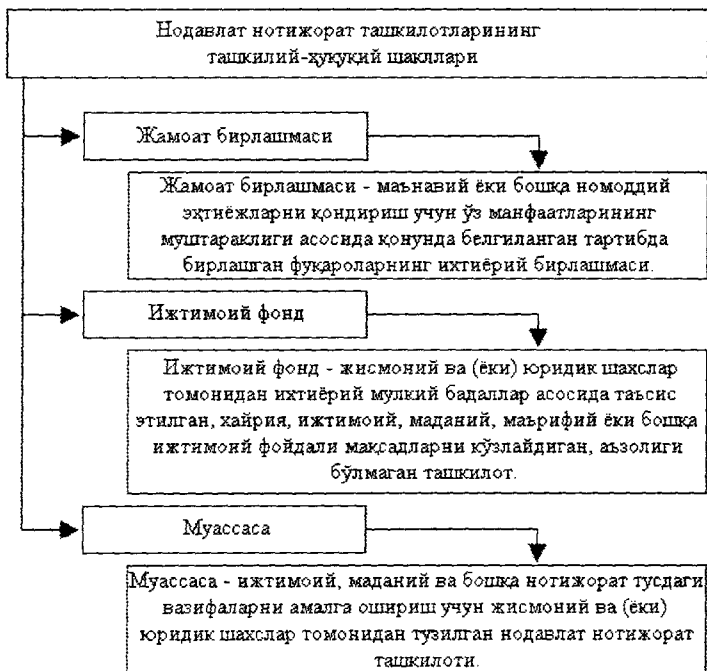 Нодавлат нотижорат ташкилотларининг
ташкилий-ҳуқуқий шакллари
Жамоат бирлашмаси
Жамоат бирлашмаси - маънавий ёки бошқа номоддий
эҳтиёжларни қондириш учун ўз манфаатларининг
муштараклиги асосида қонунда белгиланган тартибда
бирлашган фуқароларнинг ихтиёрий бирлашмаси.
Ижтимоий фонд
Ижтимоий фонд - жисмоний ва (ёки) юридик шахслар
томонидан ихтиёрий мулкий бадаллар асосида таъсис
этилган, хайрия, ижтимоий, маданий, маърифий ёки бошқа
ижтимоий фойдали мақсадларни кўзлайдиган, аъзолиги
бўлмаган ташкилот.
Муассаса
Муассаса - ижтимоий, маданий ва бошқа нотижорат тусдаги
вазифаларни амалга ошириш учун жисмоний ва (ёки)
юридик шахслар томонидан тузилган нодавлат нотижорат
ташкилоти.